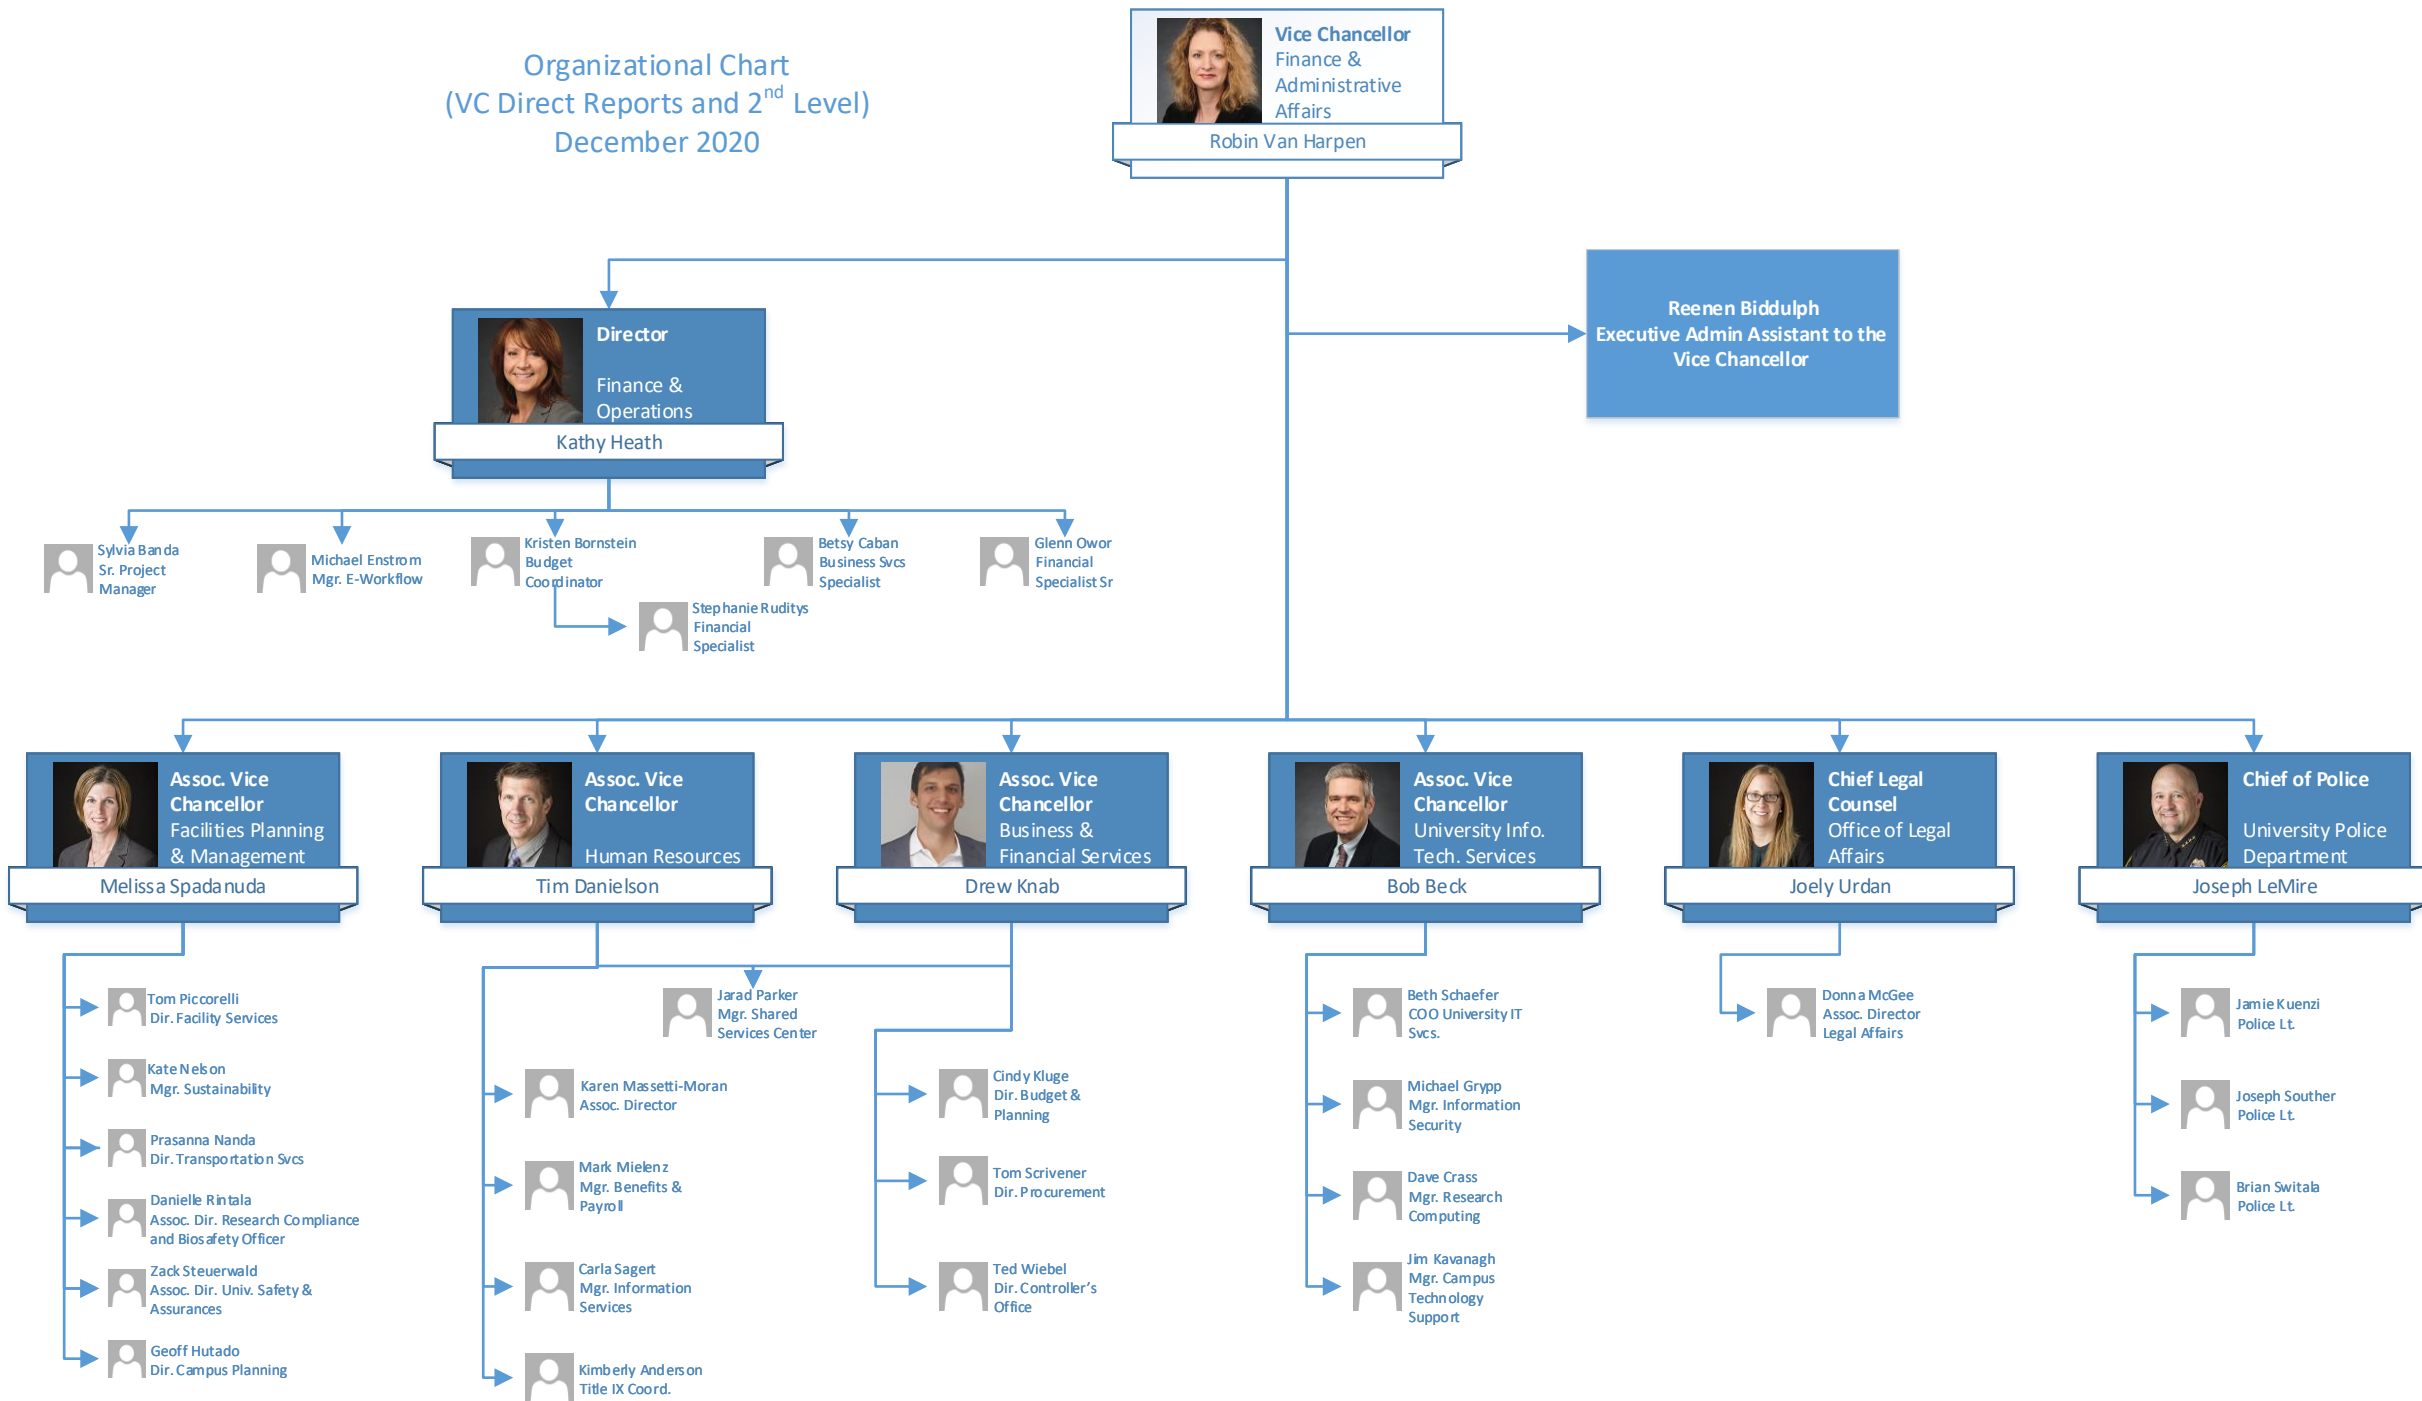 Organizational Chart
(VC Direct Reports and 2nd Level)
December 2020
Vice Chancellor
Finance &
Administrative
Affairs
Robin Van Harpen
Reenen Biddulph
Executive Admin Assistant to the
Vice Chancellor
Director
Finance &
Operations
Kathy Heath
Sylvia Banda
Sr. Project
Manager
Michael Enstrom
Mgr. E-Workflow
Kristen Bornstein
Budget
Coordinator
Betsy Caban
Business Svcs
Specialist
Glenn Owor
Financial
Specialist Sr
Stephanie Ruditys
Financial
Specialist
Assoc. Vice
Chancellor
Facilities Planning
& Management
Melissa Spadanuda
Assoc. Vice
Chancellor
Human Resources
Tim Danielson
Assoc. Vice
Chancellor
Business &
Financial Services
Drew Knab
Assoc. Vice
Chancellor
University Info.
Tech. Services
Bob Beck
Chief Legal
Counsel
Office of Legal
Affairs
Joely Urdan
Chief of Police
University Police
Department
Joseph LeMire
Tom Piccorelli
Dir. Facility Services
Kate Nelson
Mgr. Sustainability
Prasanna Nanda
Dir. Transportation Svcs
Danielle Rintala
Assoc. Dir. Research Compliance
and Biosafety Officer
Zack Steuerwald
Assoc. Dir. Univ. Safety &
Assurances
Geoff Hutado
Dir. Campus Planning
Jarad Parker
Mgr. Shared
Services Center
Karen Massetti-Moran
Assoc. Director
Mark Mielenz
Mgr. Benefits &
Payroll
Carla Sagert
Mgr. Information
Services
Kimberly Anderson
Title IX Coord.
Cindy Kluge
Dir. Budget &
Planning
Tom Scrivener
Dir. Procurement
Ted Wiebel
Dir. Controller's
Office
Beth Schaefer
COO University IT
Svcs.
Michael Grypp
Mgr. Information
Security
Dave Crass
Mgr. Research
Computing
Jim Kavanagh
Mgr. Campus
Technology
Support
Donna McGee
Assoc. Director
Legal Affairs
Jamie Kuenzi
Police Lt.
Joseph Souther
Police Lt.
Brian Switala
Police Lt.